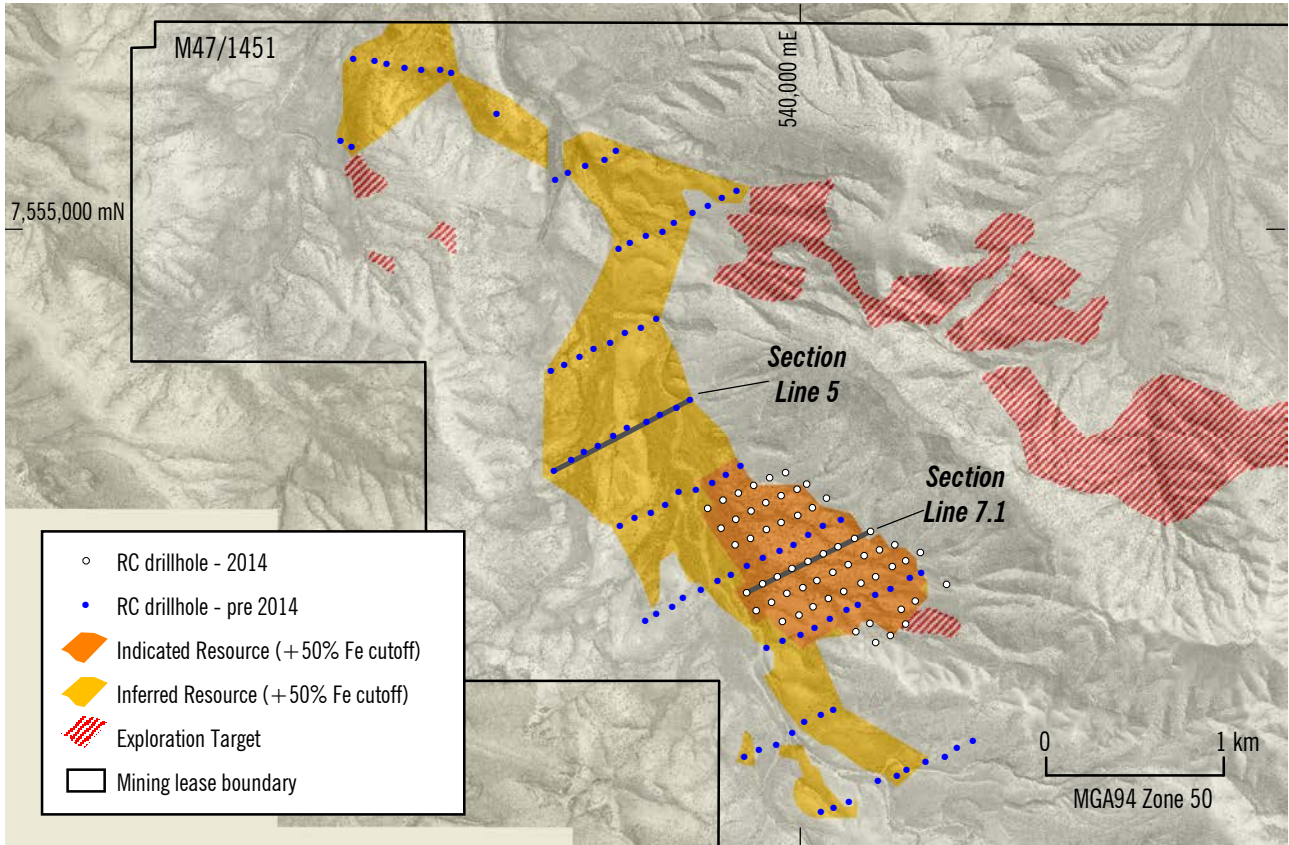 M47/1451
540,000 mE
7,555,000 mN
Section
Line 5
Section
Line 7.1
RC drillhole - 2014
RC drillhole - pre 2014
Indicated Resource (+50% Fe cutoff)
Inferred Resource (+50% Fe cutoff)
Exploration Target
Mining lease boundary
0 1 km
MGA94 Zone 50